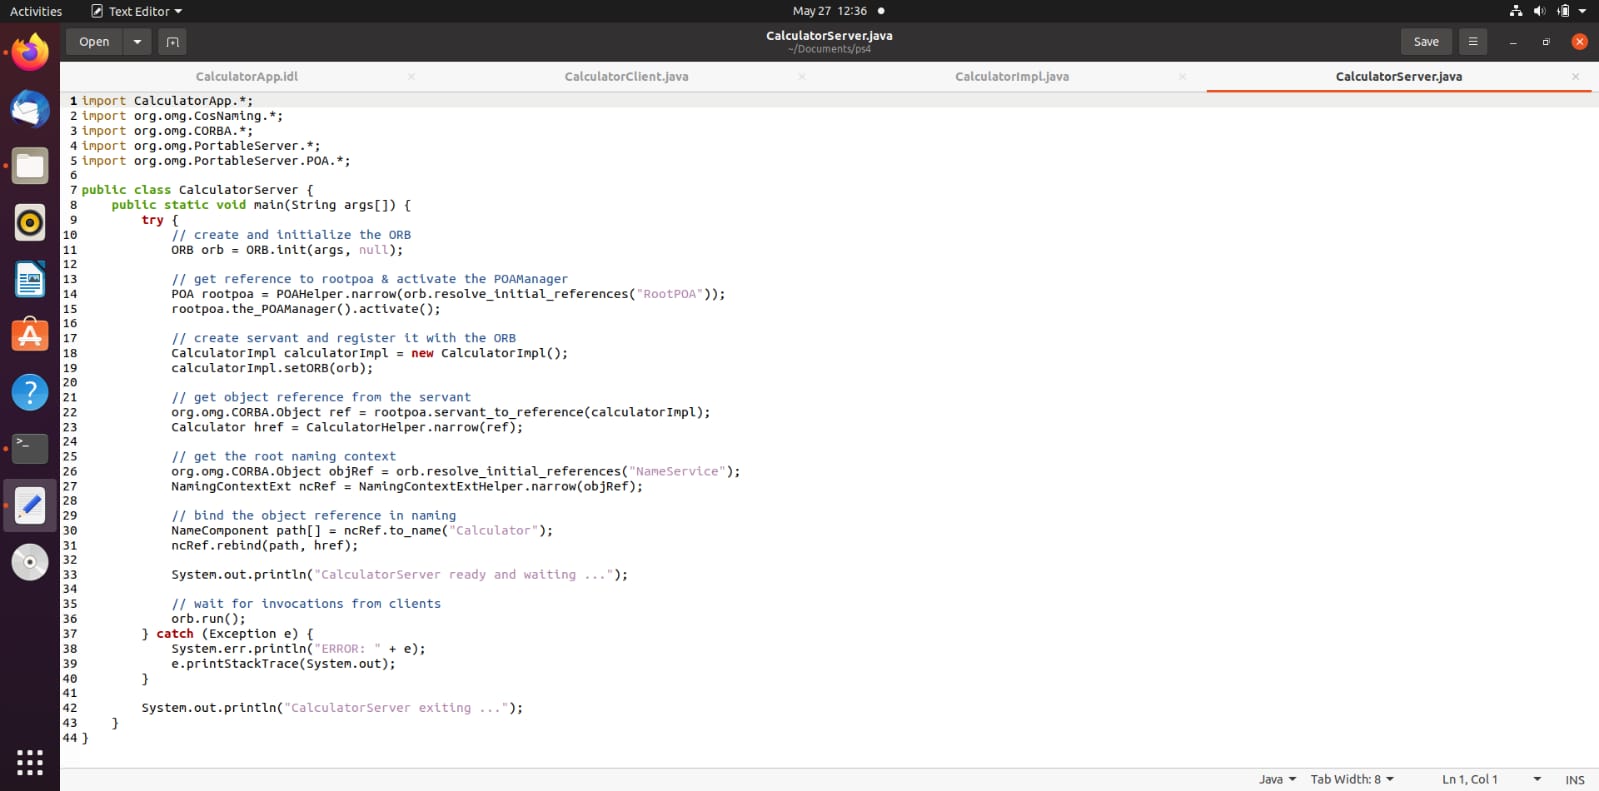 Activities
Text Editor
May 27 12:36
Open
CalculatorServer.java
~/Documents/ps4
Save
CalculatorApp.idl
CalculatorClient.java
CalculatorImpl.java
CalculatorServer.java
1 import CalculatorApp.*;
2 import org.omg.CosNaming.*;
3 import org.omg.CORBA.*;
4 import org.omg.PortableServer.*;
5 import org.omg.PortableServer.POA.*;
6
7 public class CalculatorServer {
8     public static void main(String args[]) {
9         try {
10             // create and initialize the ORB
11             ORB orb = ORB.init(args, null);
12
13             // get reference to rootpoa & activate the POAManager
14             POA rootpoa = POAHelper.narrow(orb.resolve_initial_references("RootPOA"));
15             rootpoa.the_POAManager().activate();
16
17             // create servant and register it with the ORB
18             CalculatorImpl calculatorImpl = new CalculatorImpl();
19             calculatorImpl.setORB(orb);
20
21             // get object reference from the servant
22             org.omg.CORBA.Object ref = rootpoa.servant_to_reference(calculatorImpl);
23             Calculator href = CalculatorHelper.narrow(ref);
24
25             // get the root naming context
26             org.omg.CORBA.Object objRef = orb.resolve_initial_references("NameService");
27             NamingContextExt ncRef = NamingContextExtHelper.narrow(objRef);
28
29             // bind the object reference in naming
30             NameComponent path[] = ncRef.to_name("Calculator");
31             ncRef.rebind(path, href);
32
33             System.out.println("CalculatorServer ready and waiting ...");
34
35             // wait for invocations from clients
36             orb.run();
37         } catch (Exception e) {
38             System.err.println("ERROR: " + e);
39             e.printStackTrace(System.out);
40         }
41
42         System.out.println("CalculatorServer exiting ...");
43     }
44 }
Java
Tab Width: 8
Ln 1, Col 1
INS